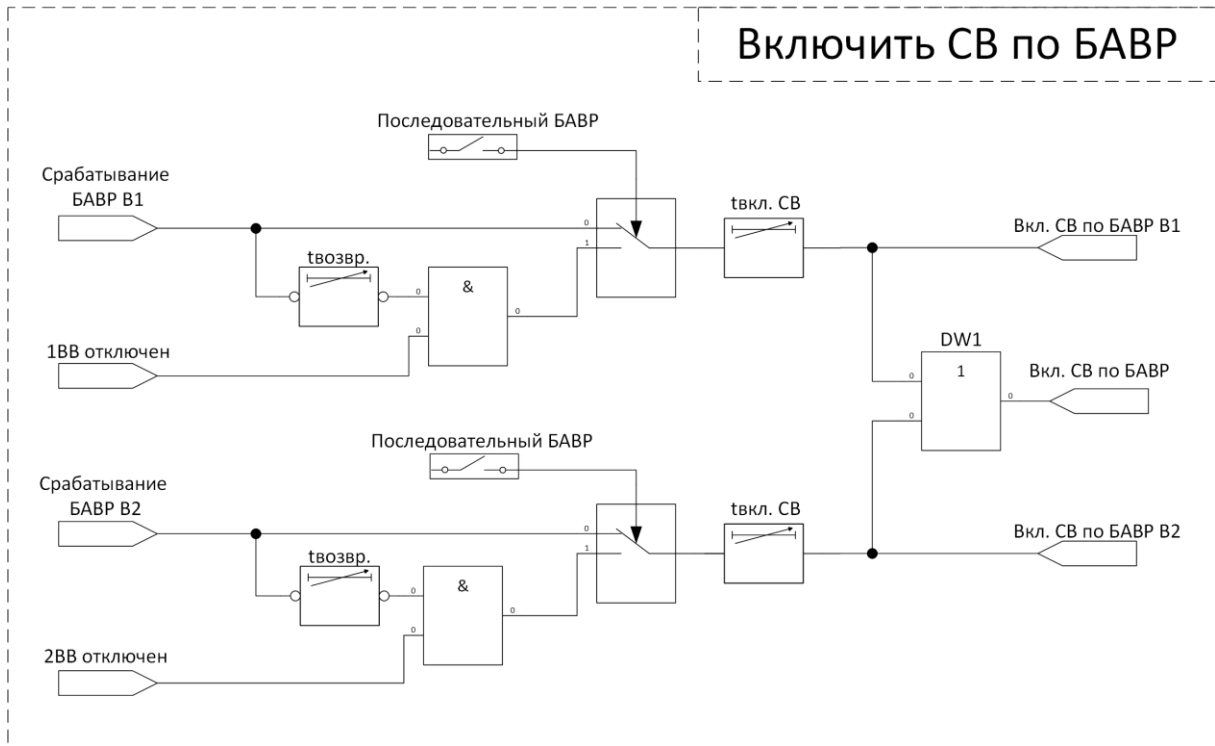 Включить СВ по БАВР
Последовательный БАВР
Срабатывание
БАВР В1
0
1
tвкл. СВ
Вкл. СВ по БАВР В1
tвозвр.
0
&
0
0
1ВВ отключен
DW1
1
0
0
0
Вкл. СВ по БАВР
Последовательный БАВР
Срабатывание
БАВР В2
0
1
tвкл. СВ
Вкл. СВ по БАВР В2
tвозвр.
0
&
0
0
2ВВ отключен